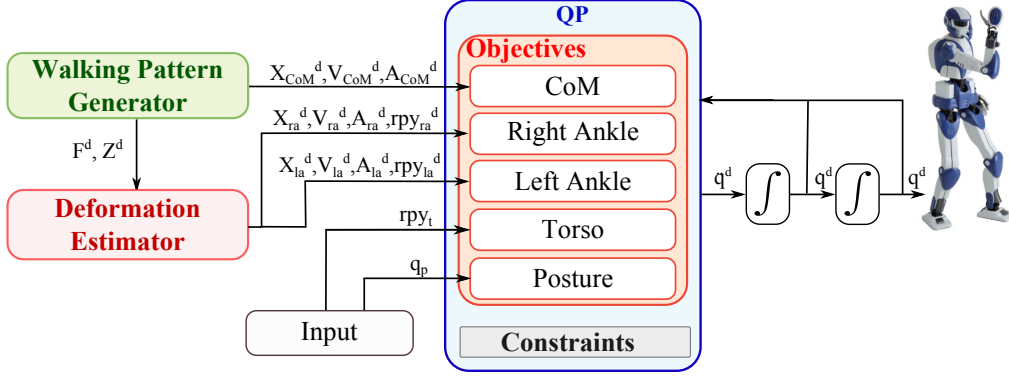 QP
Objectives
Walking Pattern
Generator
X_CoM^d,V_CoM^d,A_CoM^d
CoM
X_ra^d,V_ra^d,A_ra^d,rpy_ra^d
Right Ankle
F^d, Z^d
X_la^d,V_la^d,A_la^d,rpy_la^d
Left Ankle
q^d
∫
q^d
∫
q^d
Deformation
Estimator
rpy_t
Torso
q_p
Posture
Input
Constraints